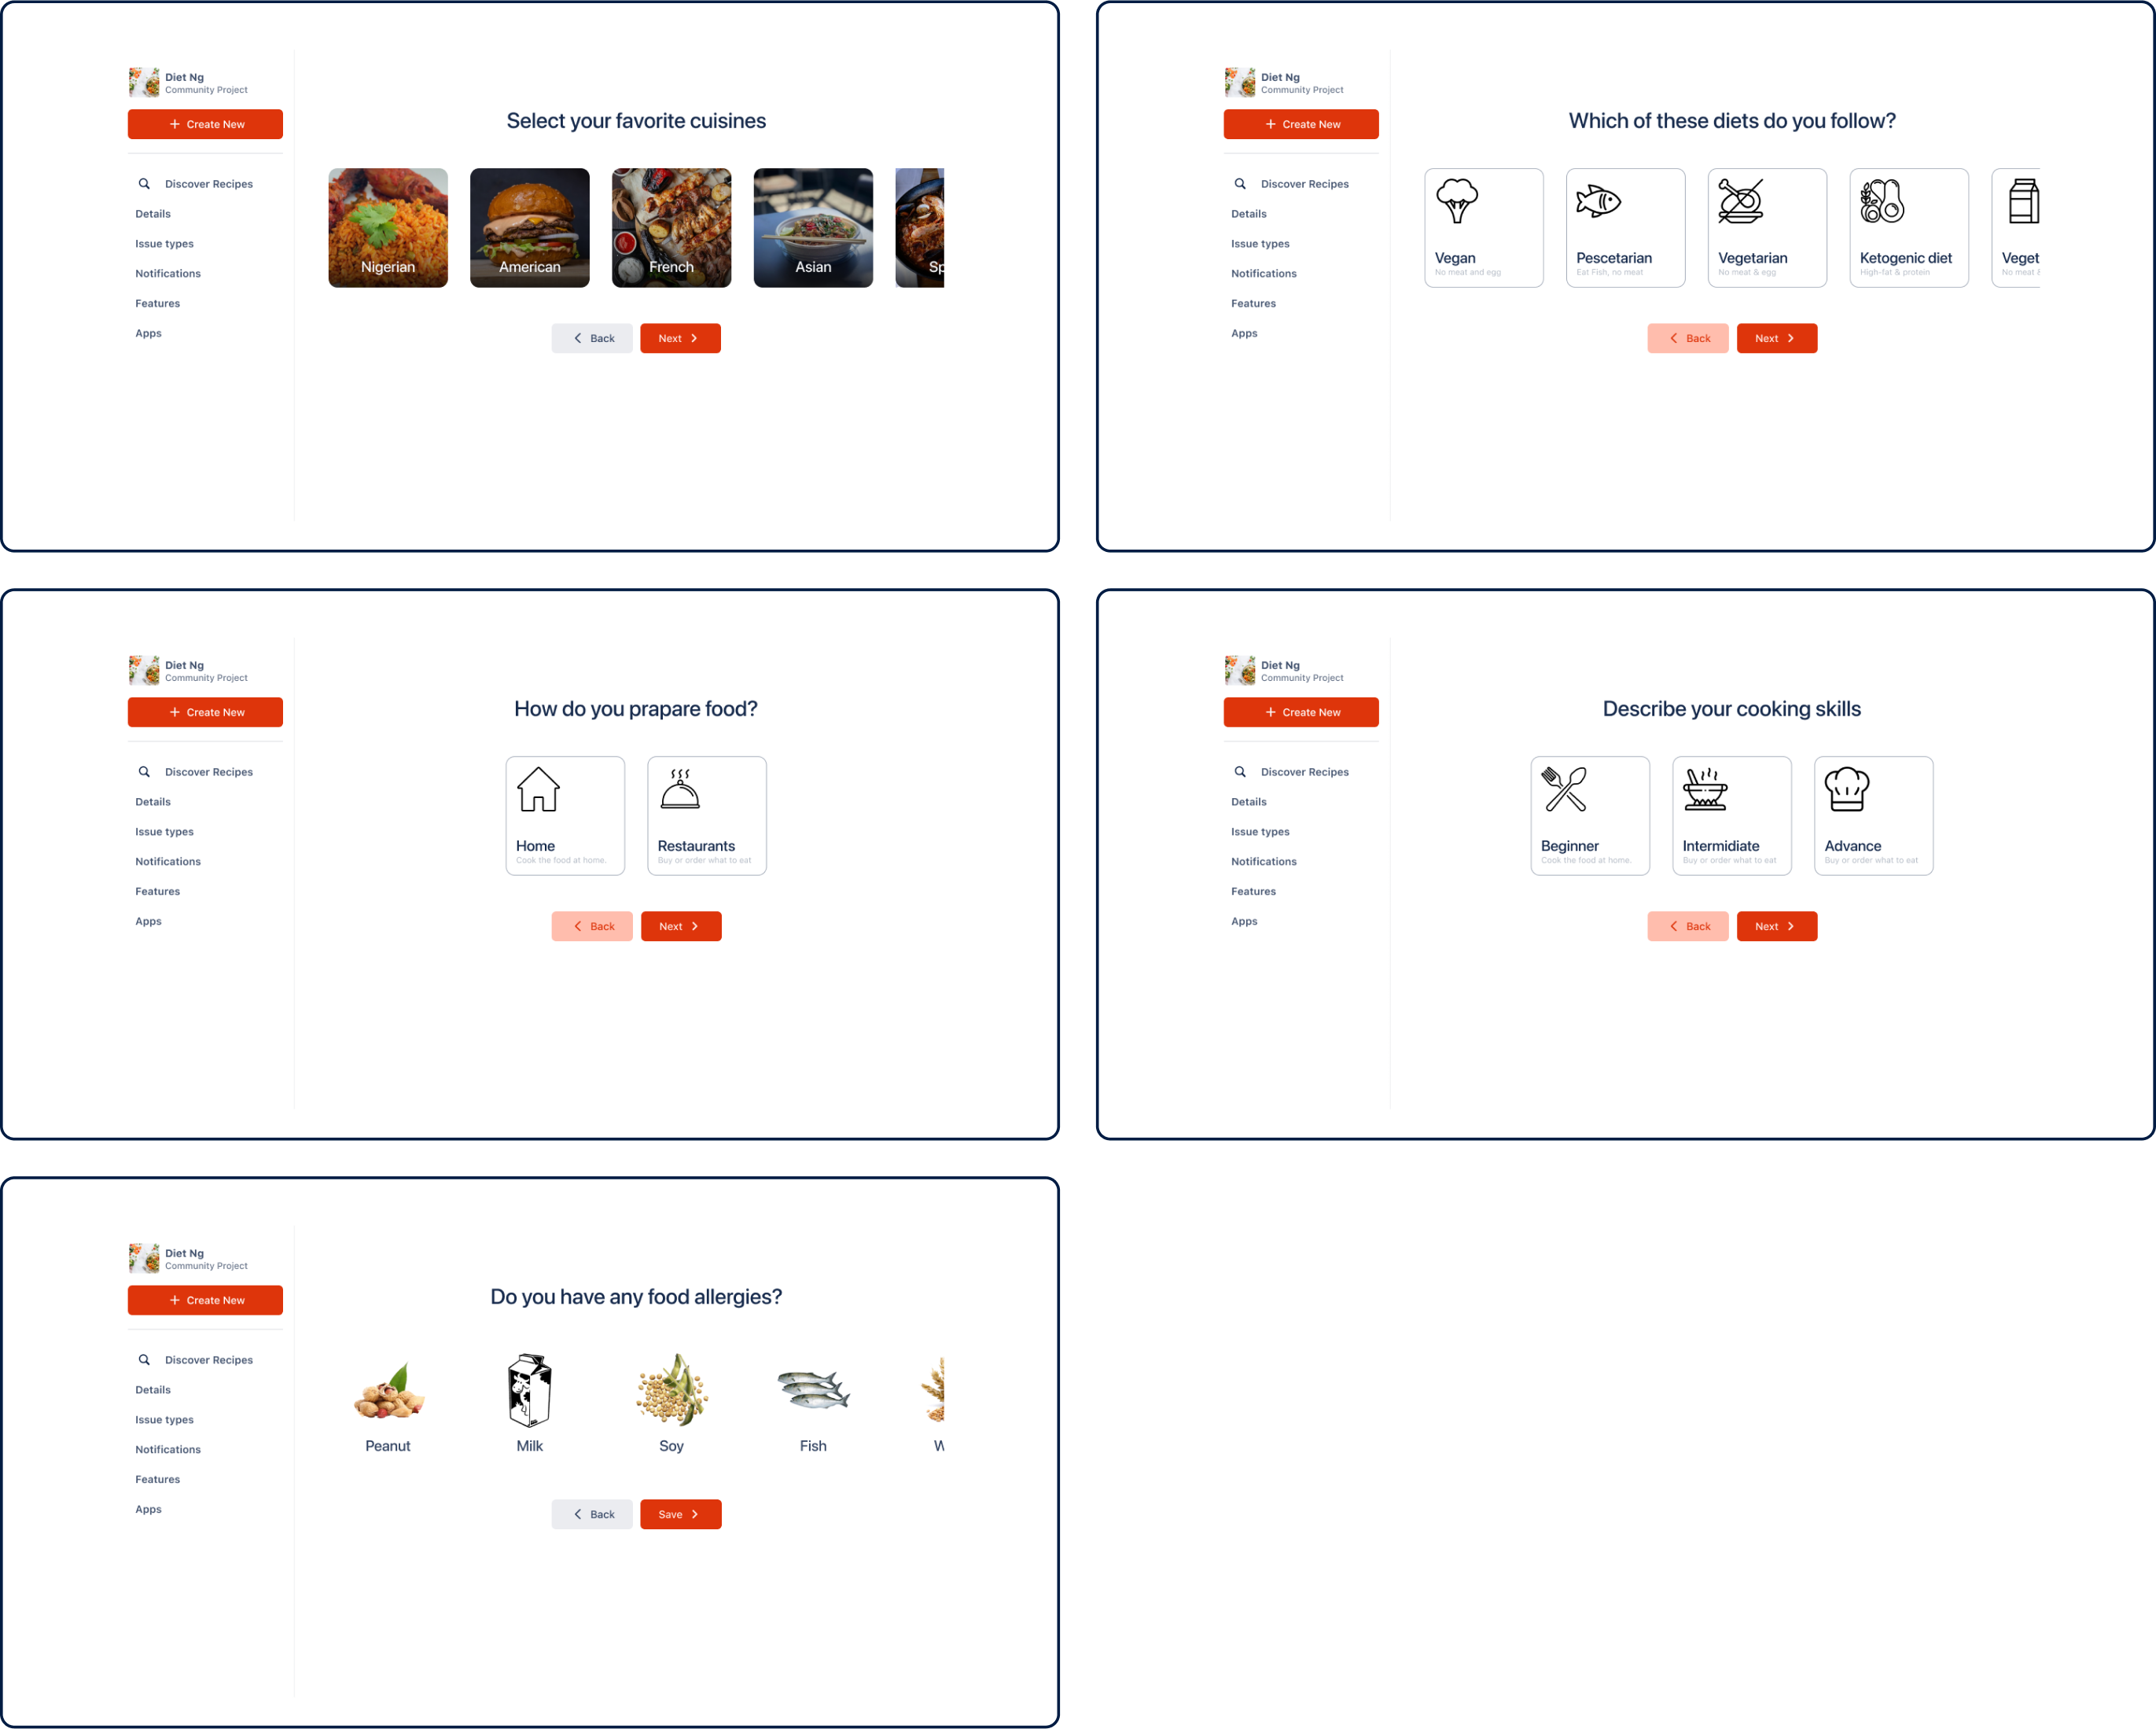 Diet Ng
Community Project
+ Create New
Discover Recipes
Details
Issue types
Notifications
Features
Apps
Select your favorite cuisines
Nigerian
American
French
Asian
Sp
Back
Next
Diet Ng
Community Project
+ Create New
Discover Recipes
Details
Issue types
Notifications
Features
Apps
Which of these diets do you follow?
Vegan
No meat and egg
Pescetarian
Eat Fish, no meat
Vegetarian
No meat & egg
Ketogenic diet
High-fat & protein
Veget
No meat &
Back
Next
Diet Ng
Community Project
+ Create New
Discover Recipes
Details
Issue types
Notifications
Features
Apps
How do you prapare food?
Home
Cook the food at home.
Restaurants
Buy or order what to eat
Back
Next
Diet Ng
Community Project
+ Create New
Discover Recipes
Details
Issue types
Notifications
Features
Apps
Describe your cooking skills
Beginner
Cook the food at home.
Intermidiate
Buy or order what to eat
Advance
Buy or order what to eat
Back
Next
Diet Ng
Community Project
+ Create New
Discover Recipes
Details
Issue types
Notifications
Features
Apps
Do you have any food allergies?
Peanut
Milk
Soy
Fish
W
Back
Save